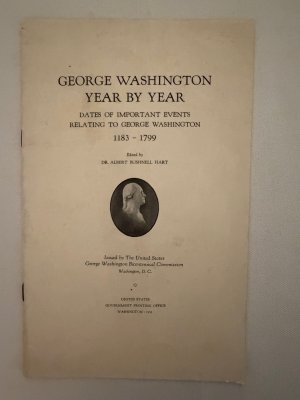 GEORGE WASHINGTON
YEAR BY YEAR
DATES OF IMPORTANT EVENTS
RELATING TO GEORGE WASHINGTON
1183 - 1799
Edited by
DR. ALBERT BUSHNELL HART
Issued by The United States
George Washington Bicentennial Commission
Washington, D. C.
UNITED STATES
GOVERNMENT PRINTING OFFICE
WASHINGTON :